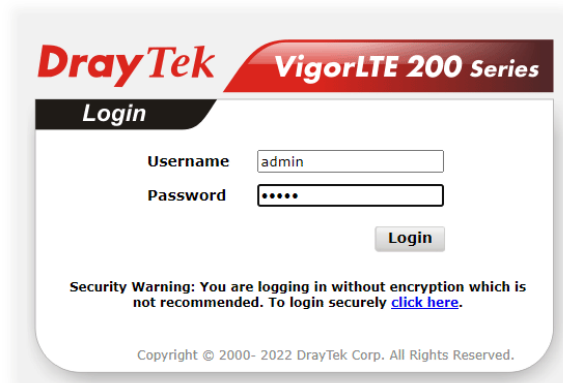 DrayTek VigorLTE 200 Series
Login
Username admin
Password •••••
Login
Security Warning: You are logging in without encryption which is
not recommended. To login securely click here.
Copyright © 2000- 2022 DrayTek Corp. All Rights Reserved.